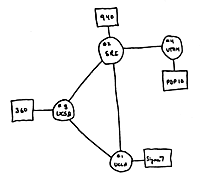 940
#2
SRI
#4
UTAH
PDP10
360
#3
UCSB
#1
UCLA
Sigma7